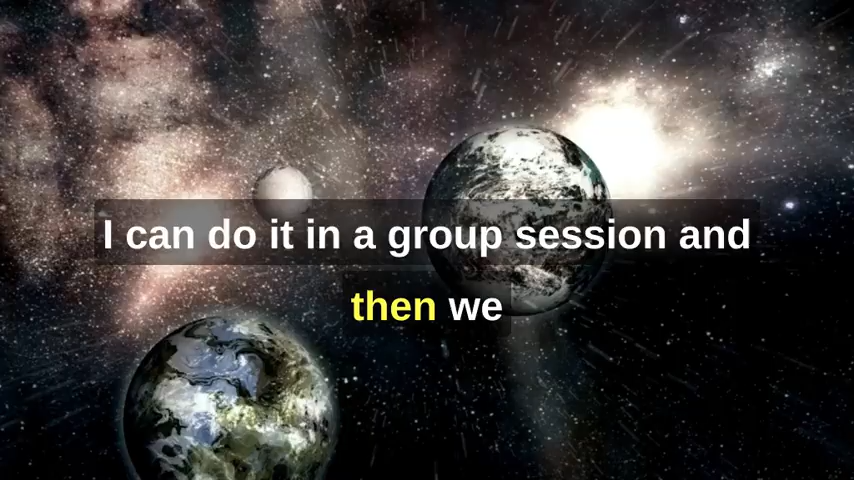 I can do it in a group session and
then we